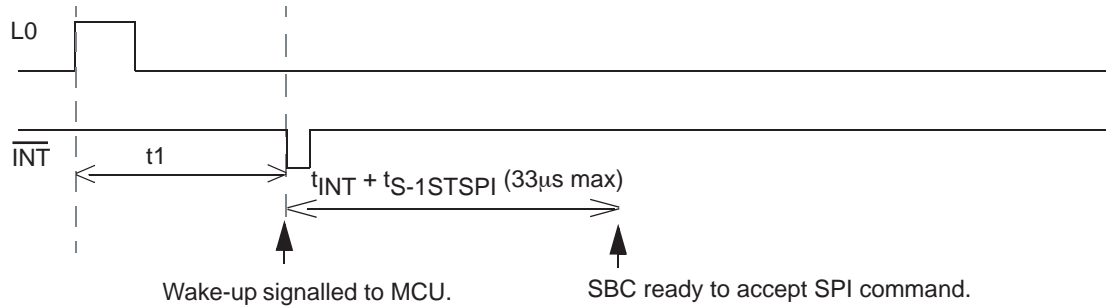 L0
INT
t1
tINT + tS-1STSPI (33μs max)
Wake-up signalled to MCU.
SBC ready to accept SPI command.